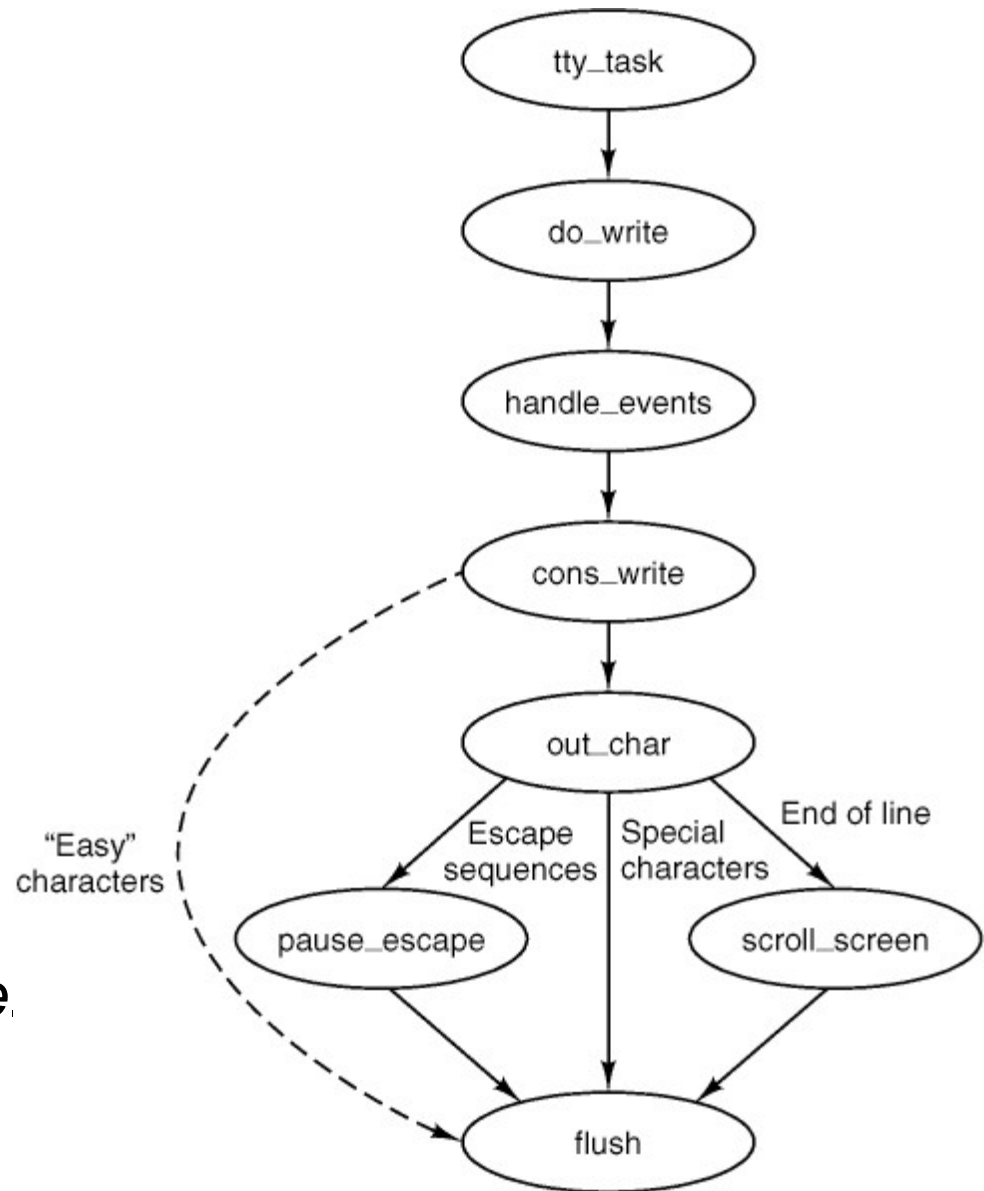 tty_task
do_write
handle_events
cons_write
out_char
End of line
Escape
sequences
Special
characters
“Easy”
characters
pause_escape
scroll_screen
e
flush